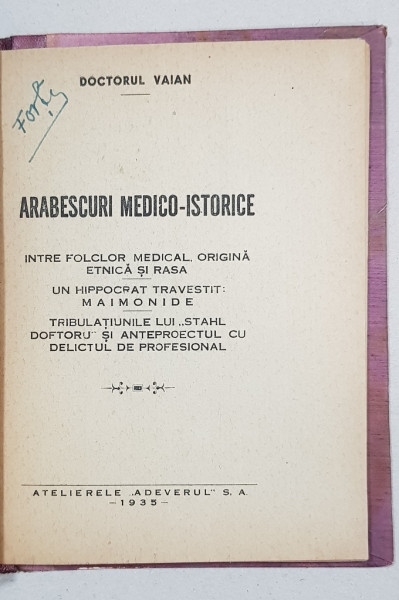 DOCTORUL VAIAN
ARABESCURI MEDICO-ISTORICE
INTRE FOLCLOR MEDICAL, ORIGINĂ
ETNICĂ ȘI RASA
UN HIPPOCRAT TRAVESTIT:
MAIMONIDE
TRIBULAȚIUNILE LUI „STAHL
DOFTORU" ȘI ANTEPROECTUL CU
DELICTUL DE PROFESIONAL
ATELIERELE „ADEVERUL" S. A.
—1935—